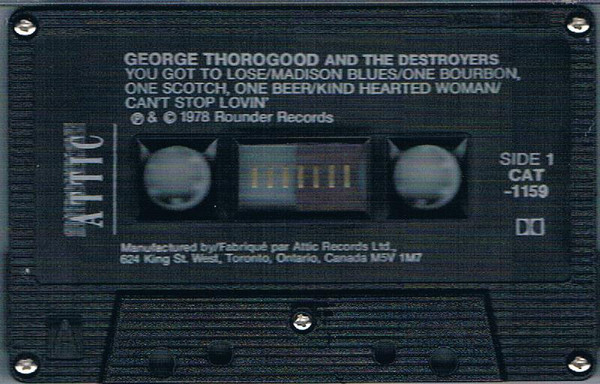 GEORGE THOROGOOD AND THE DESTROYERS
YOU GOT TO LOSE/MADISON BLUES/ONE BOURBON,
ONE SCOTCH, ONE BEER/KIND HEARTED WOMAN/
CAN'T STOP LOVIN'
℗ & © 1978 Rounder Records
ATTIC
SIDE 1
CAT
-1159
Manufactured by/Fabriqué par Attic Records Ltd.,
624 King St. West, Toronto, Ontario, Canada M5V 1M7
A